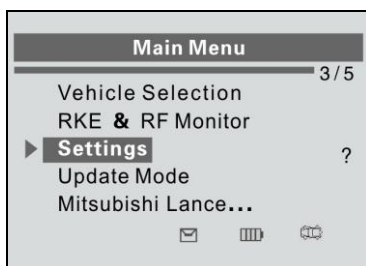 Main Menu
3/5
Vehicle Selection
RKE & RF Monitor
Settings
?
Update Mode
Mitsubishi Lance...